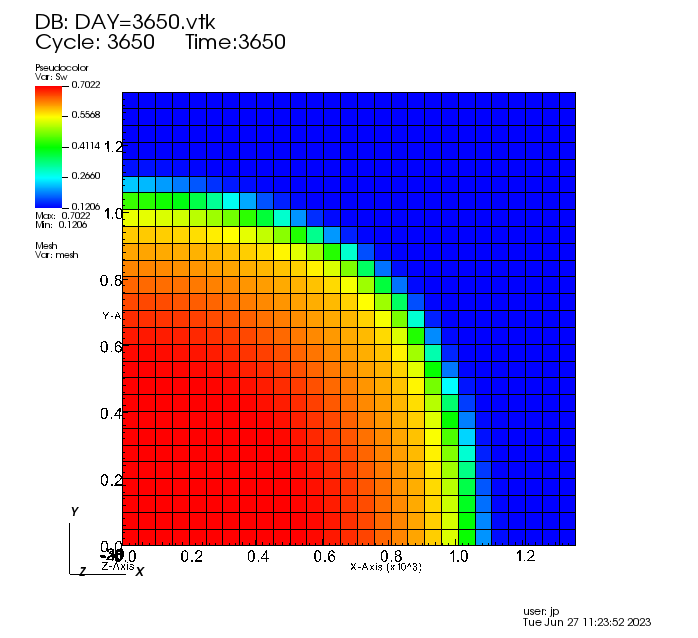 DB: DAY=3650.vtk
Cycle: 3650 Time:3650
Pseudocolor
Var: Sw
0.7022
0.5568
0.4114
0.2660
0.1206
Max: 0.7022
Min: 0.1206
Mesh
Var: mesh
1.2
1.0
0.8
Y-A
0.6
0.4
0.2
0.0
0.0 0.2 0.4 0.6 0.8 1.0 1.2
Z-Axis
X-Axis (x10^3)
Y
Z X
user: jp
Tue Jun 27 11:23:52 2023